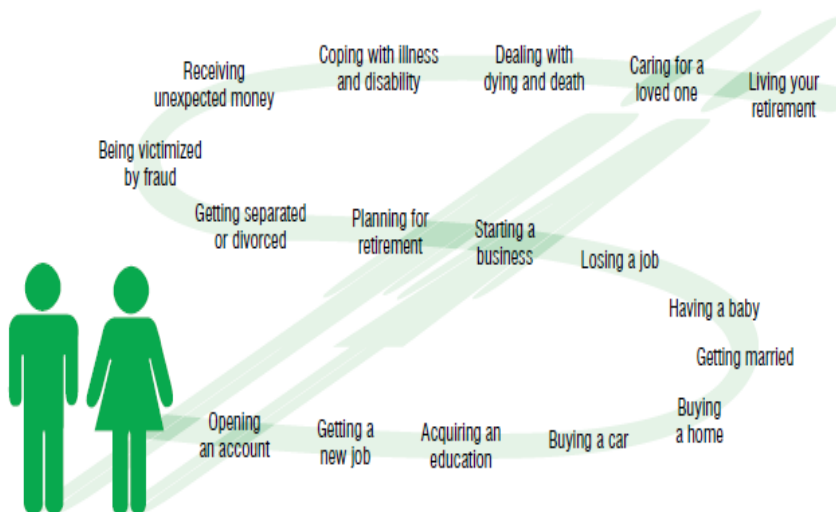 Receiving
unexpected money
Coping with illness
and disability
Dealing with
dying and death
Caring for a
loved one
Living your
retirement
Being victimized
by fraud
Getting separated
or divorced
Planning for
retirement
Starting a
business
Losing a job
Having a baby
Getting married
Buying
a home
Opening
an account
Getting a
new job
Acquiring an
education
Buying a car